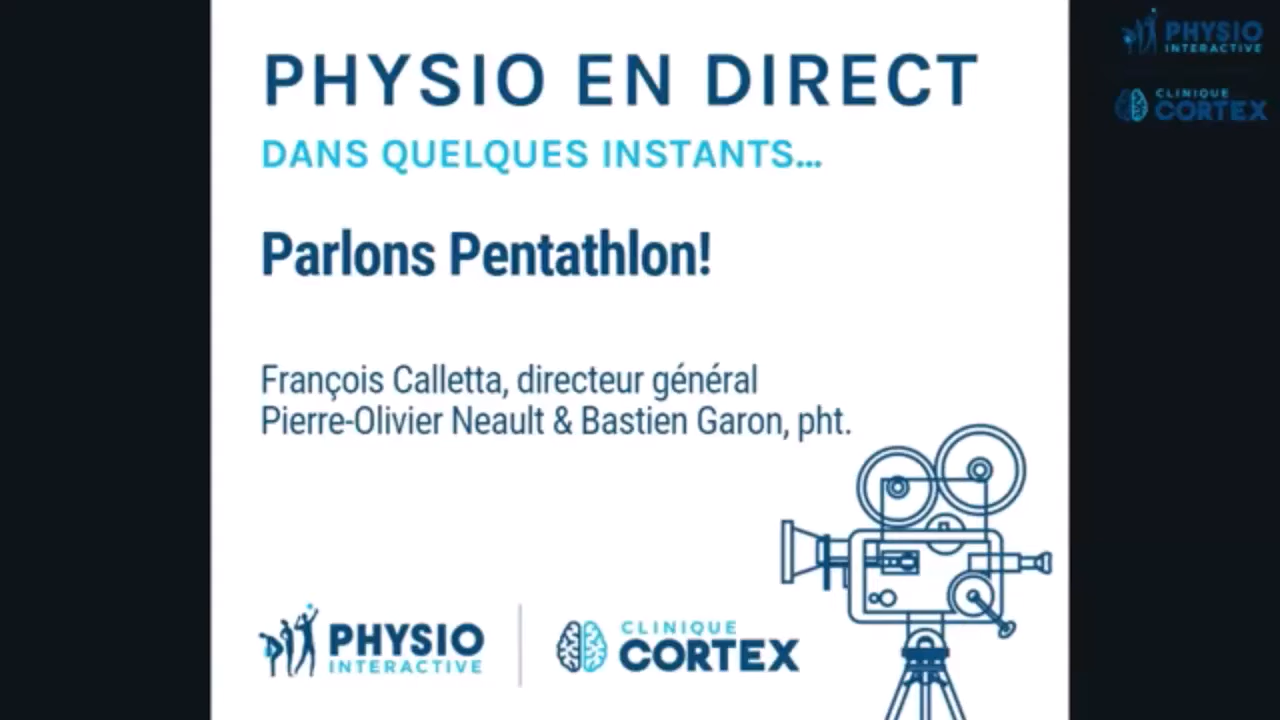 PHYSIO EN DIRECT
DANS QUELQUES INSTANTS...
Parlons Pentathlon!
François Calletta, directeur général
Pierre-Olivier Neault & Bastien Garon, pht.
PHYSIO
INTERACTIVE
CLINIQUE
CORTEX
PHYSIO
INTERACTIVE
CLINIQUE
CORTEX